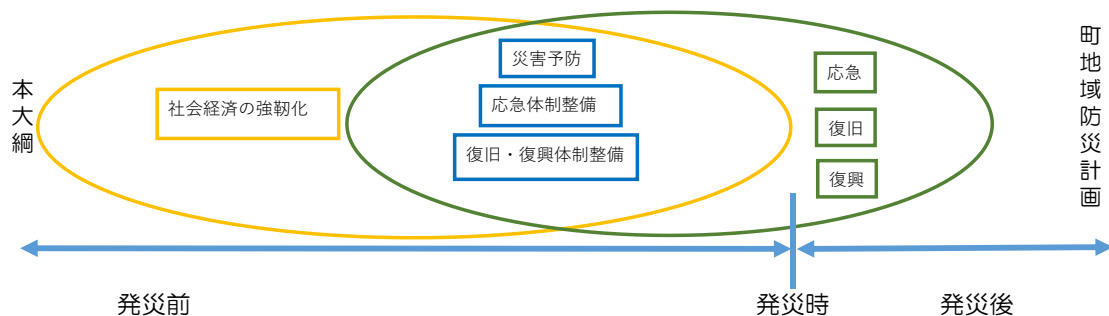 本大綱
社会経済の強靭化
災害予防
応急体制整備
復旧・復興体制整備
応急
復旧
復興
町地域防災計画
発災前
発災時
発災後